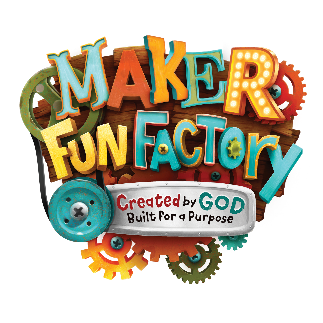 MAKER
FUN FACTORY
Created by GOD
Built for a Purpose